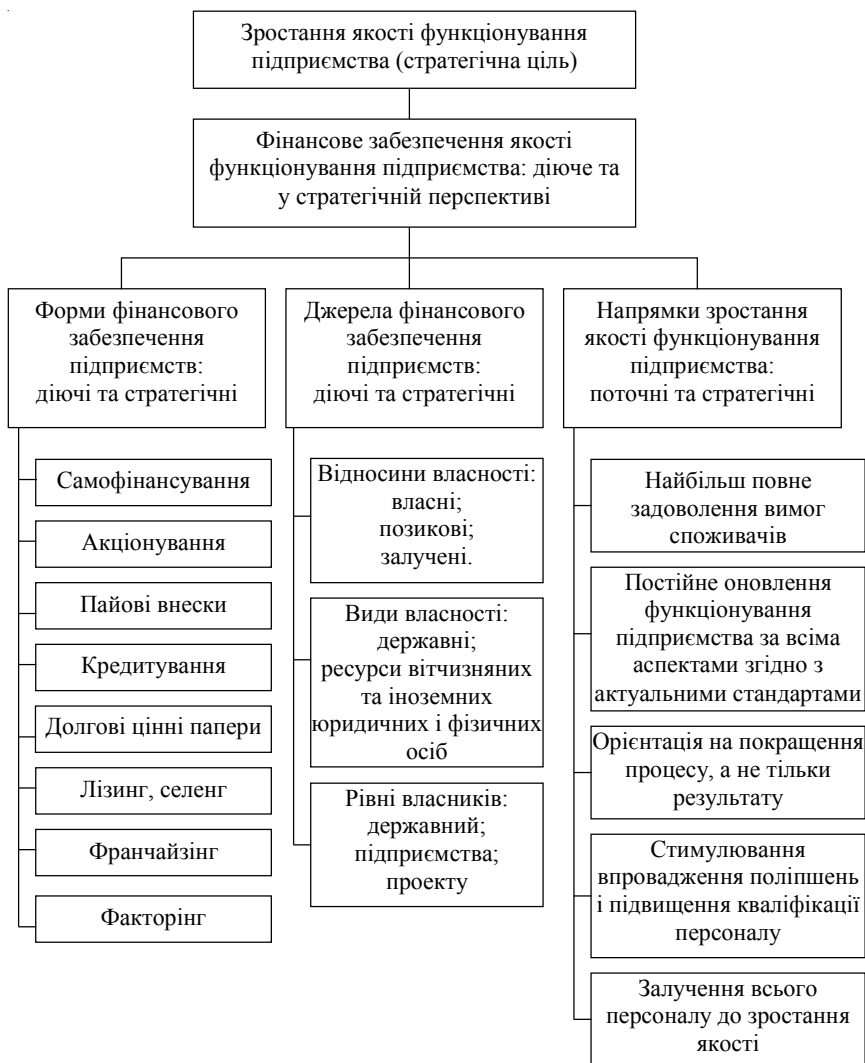 Зростання якості функціонування
підприємства (стратегічна ціль)
Фінансове забезпечення якості
функціонування підприємства: діюче та
у стратегічній перспективі
Форми фінансового
забезпечення
підприємств:
діючі та стратегічні
Самофінансування
Акціонування
Пайові внески
Кредитування
Долгові цінні папери
Лізинг, селенг
Франчайзінг
Факторінг
Джерела фінансового
забезпечення
підприємств:
діючі та стратегічні
Відносини власності:
власні;
позикові;
залучені.
Види власності:
державні;
ресурси вітчизняних
та іноземних
юридичних і фізичних
осіб
Рівні власників:
державний;
підприємства;
проекту
Напрямки зростання
якості функціонування
підприємства:
поточні та стратегічні
Найбільш повне
задоволення вимог
споживачів
Постійне оновлення
функціонування
підприємства за всіма
аспектами згідно з
актуальними стандартами
Орієнтація на покращення
процесу, а не тільки
результату
Стимулювання
впровадження поліпшень
і підвищення кваліфікації
персоналу
Залучення всього
персоналу до зростання
якості